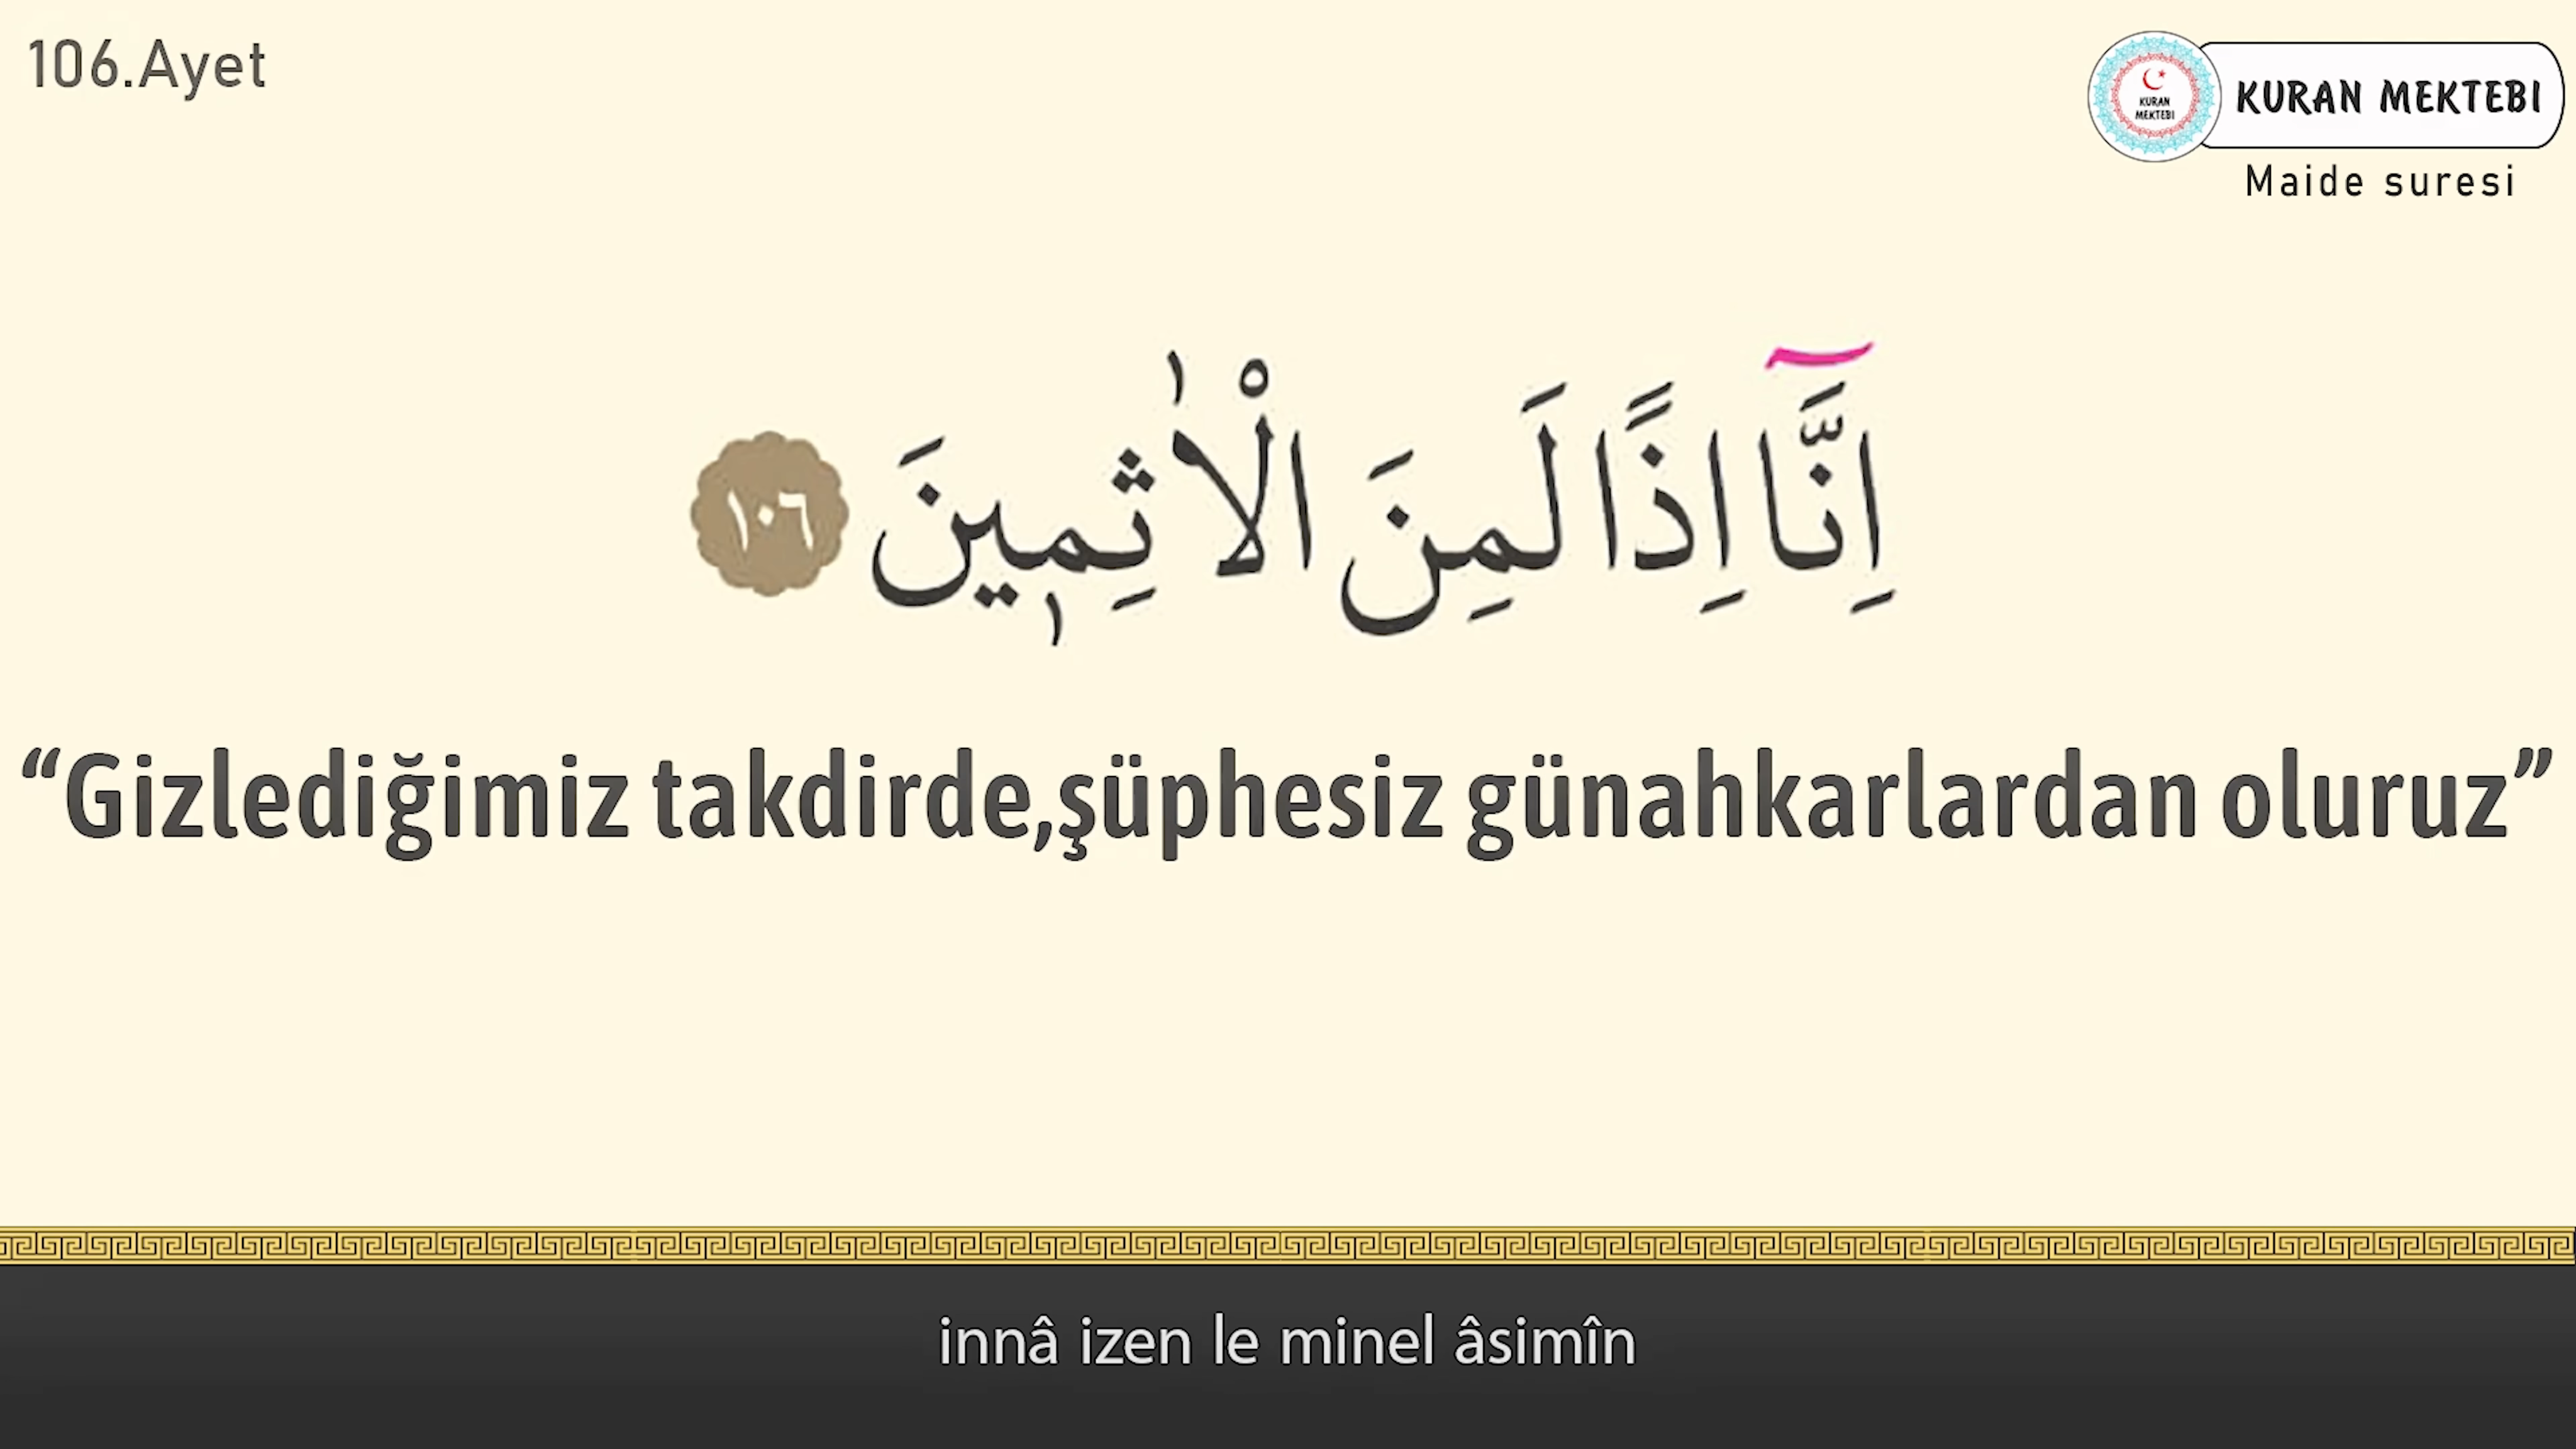 106.Ayet
KURAN MEKTEBI
KURAN MEKTEBI
Maide suresi
اِنَّٓا اِذًا لَمِنَ الْاٰثِم۪ينَ ١٠٦
“Gizlediğimiz takdirde,şüphesiz günahkarlardan oluruz”
innâ izen le minel âsimîn